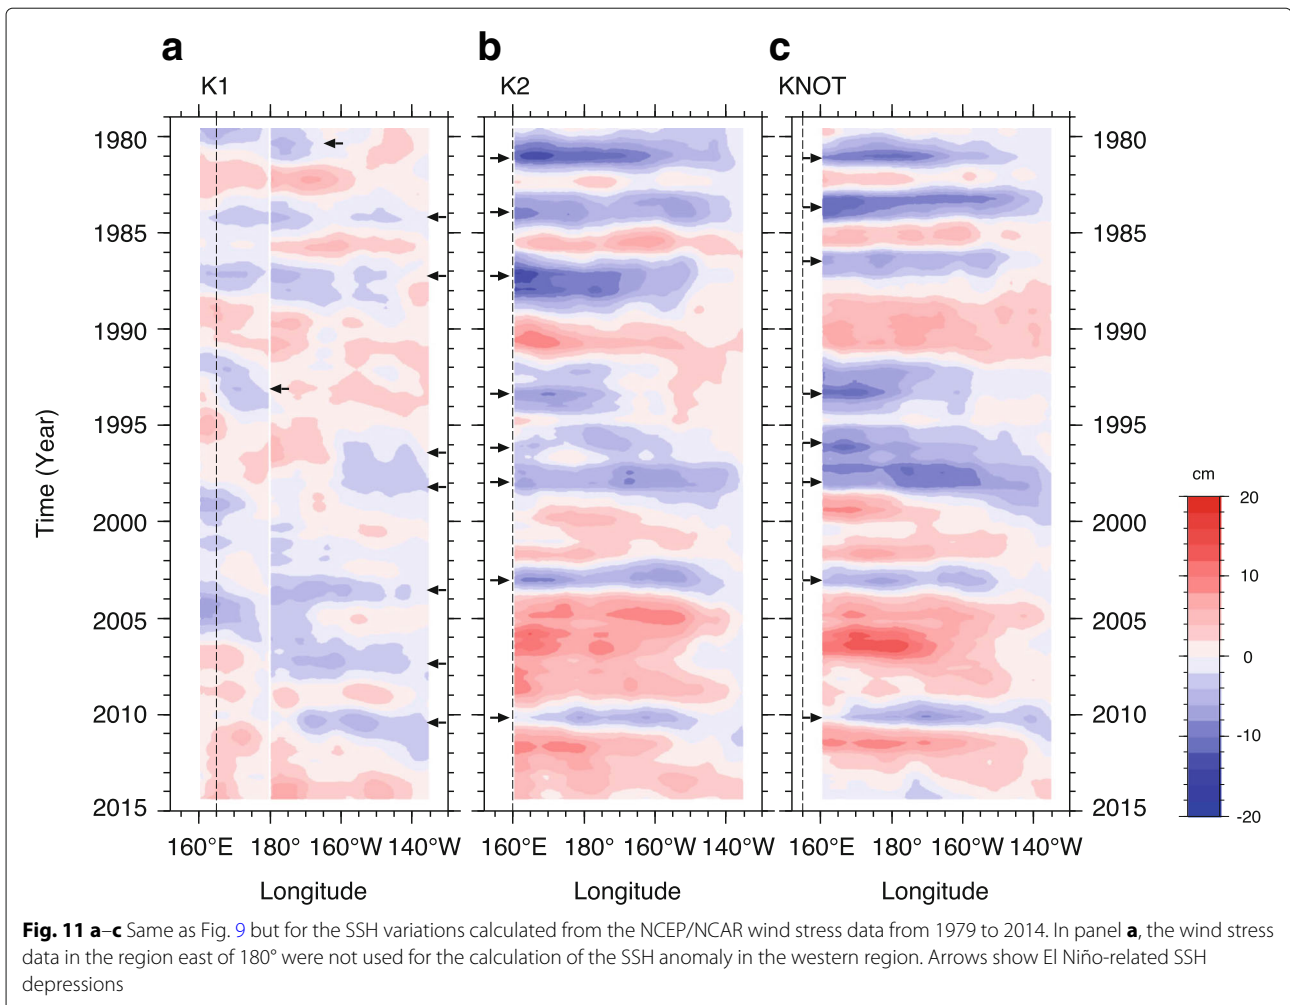 a b c
K1 K2 KNOT
1980 1980
1985 1985
1990 1990
1995 1995
2000 2000
2005 2005
2010 2010
2015 2015
Time (Year)
160°E 180° 160°W 140°W 160°E 180° 160°W 140°W 160°E 180° 160°W 140°W
Longitude Longitude Longitude
cm
20
10
0
-10
-20
Fig. 11 a–c Same as Fig. 9 but for the SSH variations calculated from the NCEP/NCAR wind stress data from 1979 to 2014. In panel a, the wind stress
data in the region east of 180° were not used for the calculation of the SSH anomaly in the western region. Arrows show El Niño-related SSH
depressions